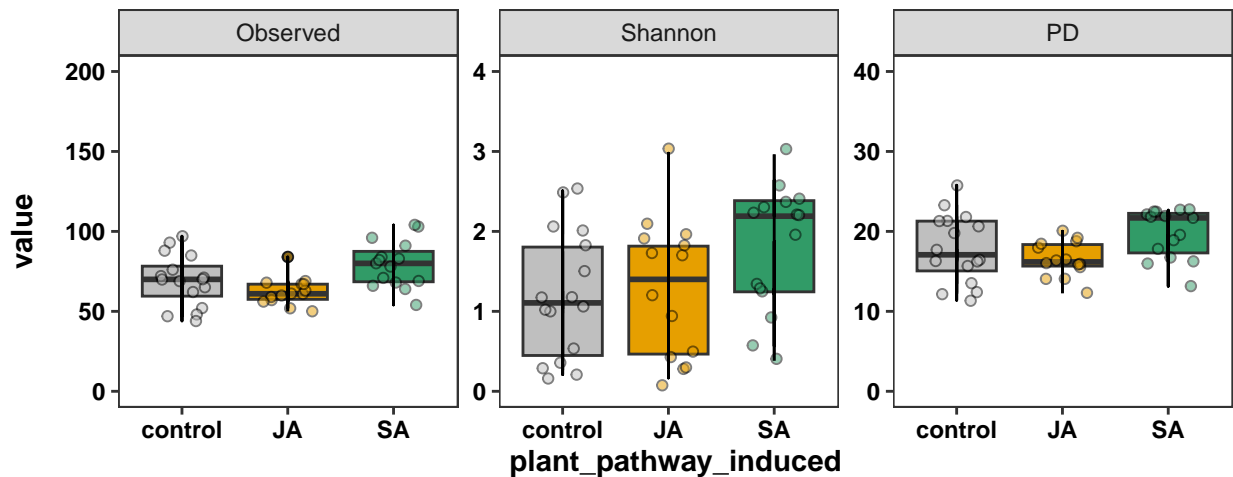 Observed Shannon PD
200 4 40
150 3 30
value
100 2 20
50 1 10
0 0 0
control JA SA control JA SA control JA SA
plant_pathway_induced